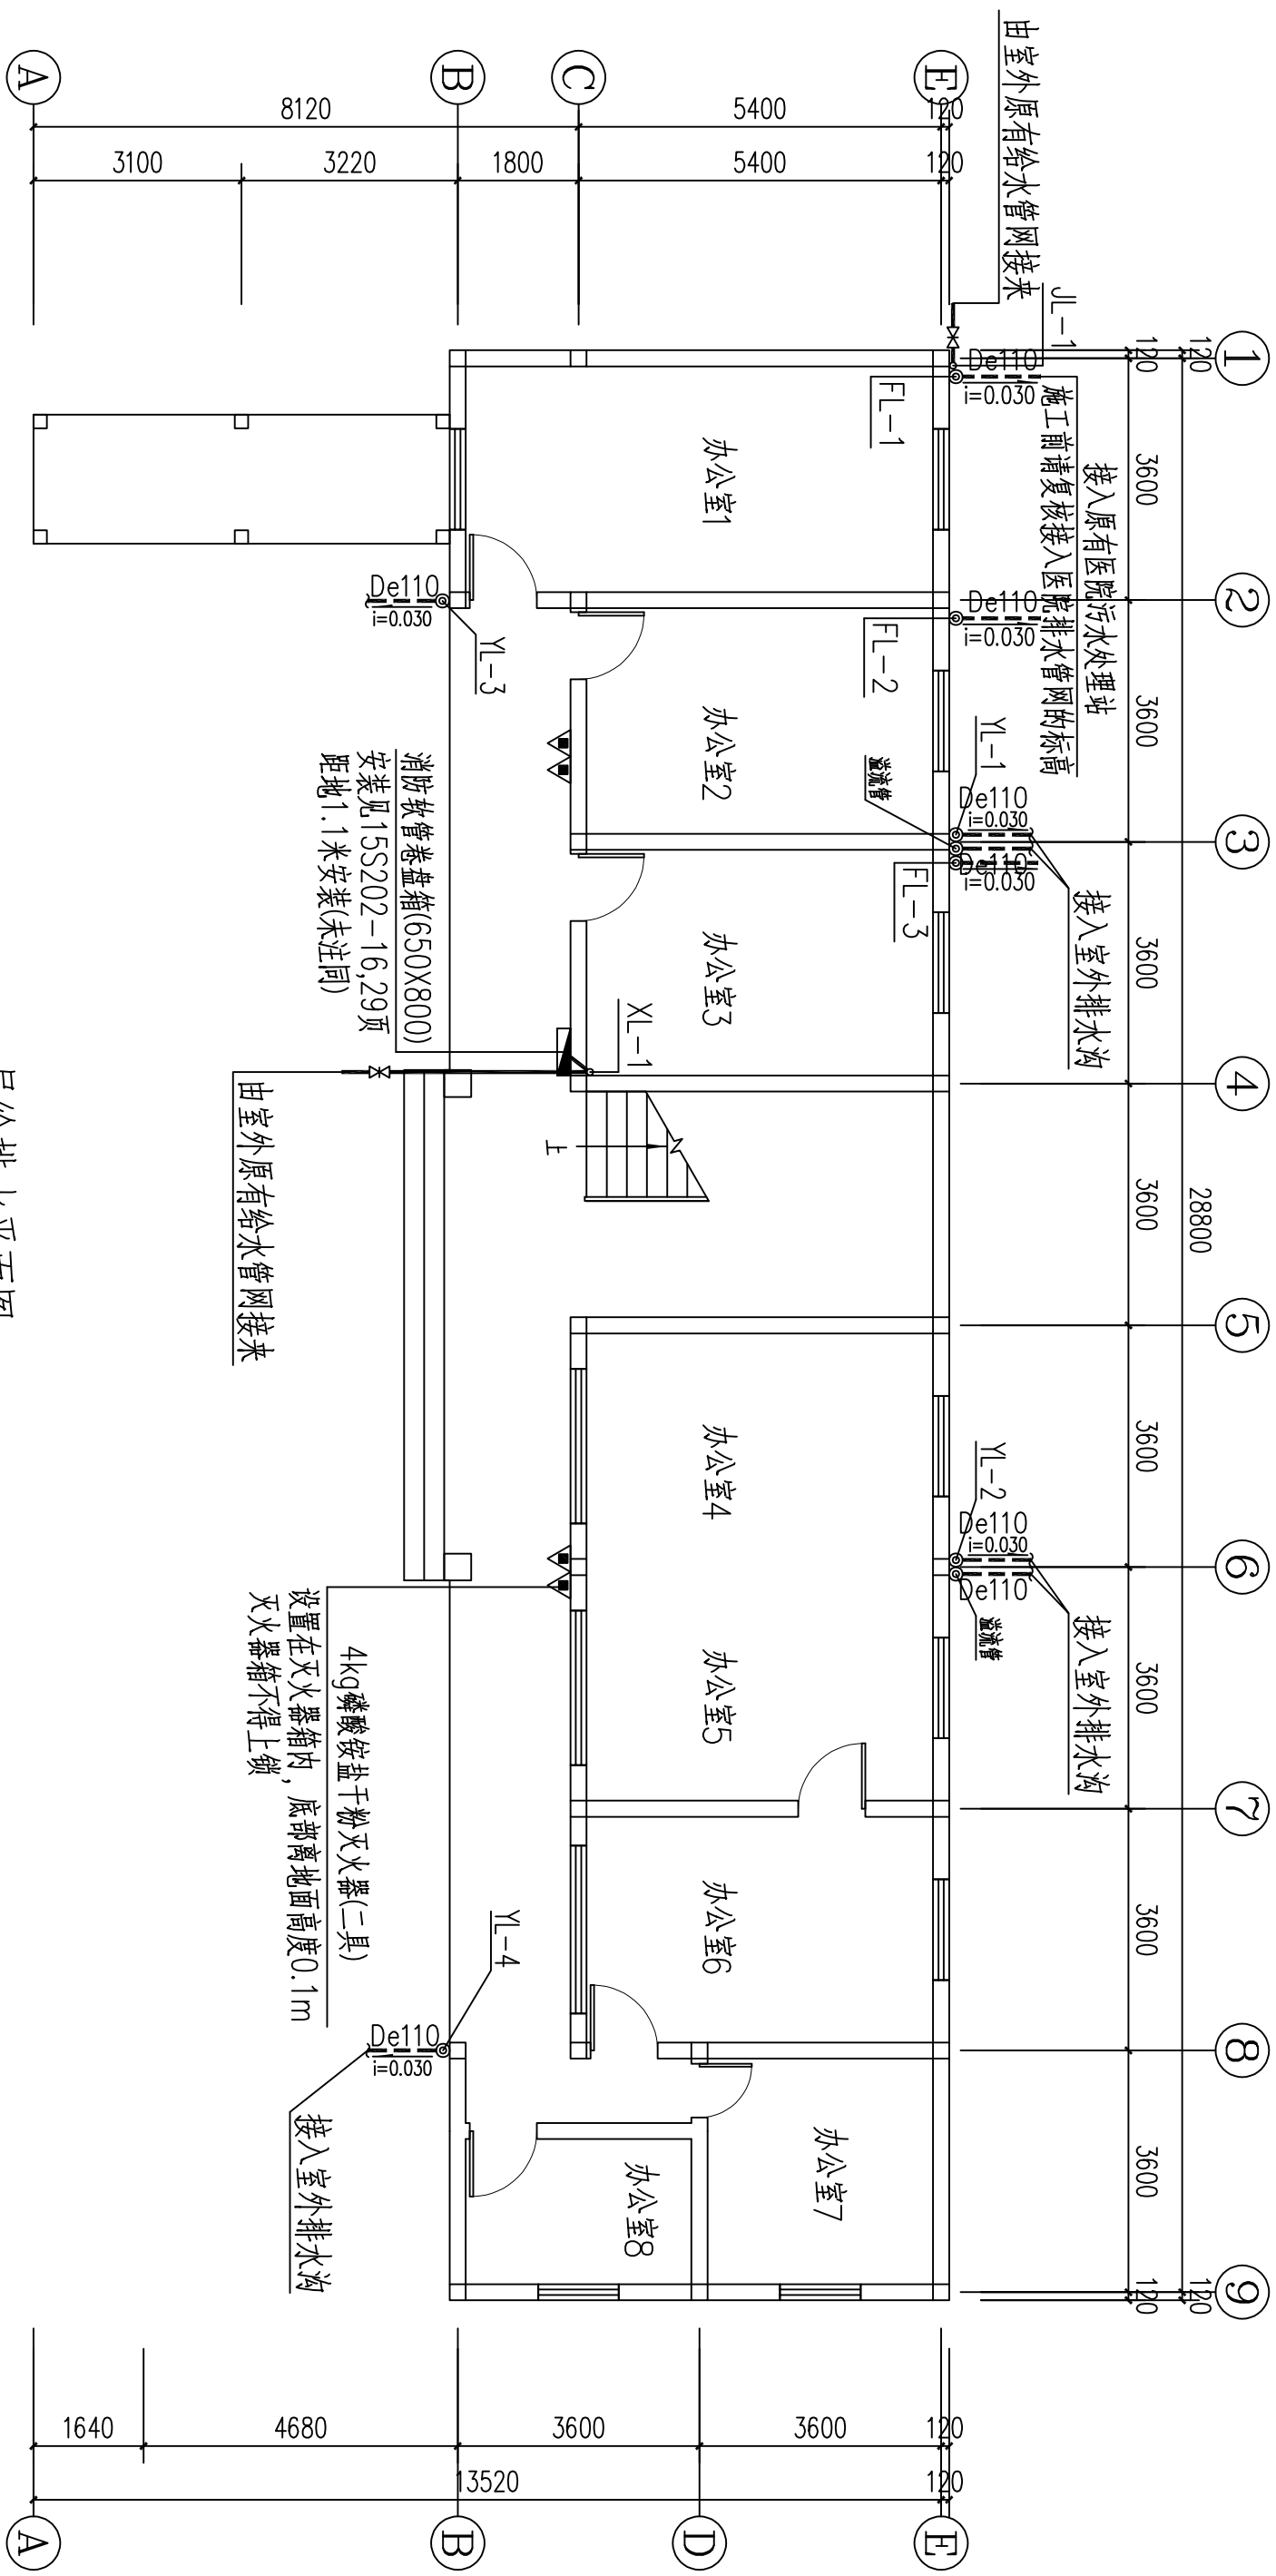 1
2
3
4
5
6
7
8
9
120
28800
120
120
3600
3600
3600
3600
3600
3600
3600
3600
120
由室外原有给水管网接来
JL-1
接入原有医院污水处理站
施工前请复核接入医院排水管网的标高
De110
i=0.030
FL-1
De110
i=0.030
FL-2
YL-1
De110
i=0.030
溢流管
De110
i=0.030
FL-3
接入室外排水沟
YL-2
De110
i=0.030
De110
溢流管
接入室外排水沟
办公室1
办公室2
办公室3
办公室4
办公室5
办公室6
办公室7
办公室8
XL-1
上
YL-3
De110
i=0.030
消防软管卷盘箱(650X800)
安装见15S202-16,29页
距地1.1米安装(未注同)
由室外原有给水管网接来
4kg磷酸铵盐干粉灭火器(二具)
设置在灭火器箱内，底部离地面高度0.1m
灭火器箱不得上锁
YL-4
De110
i=0.030
接入室外排水沟
E
C
B
A
120
5400
8120
120
5400
1800
3220
3100
E
D
B
A
120
3600
3600
4680
1640
120
13520